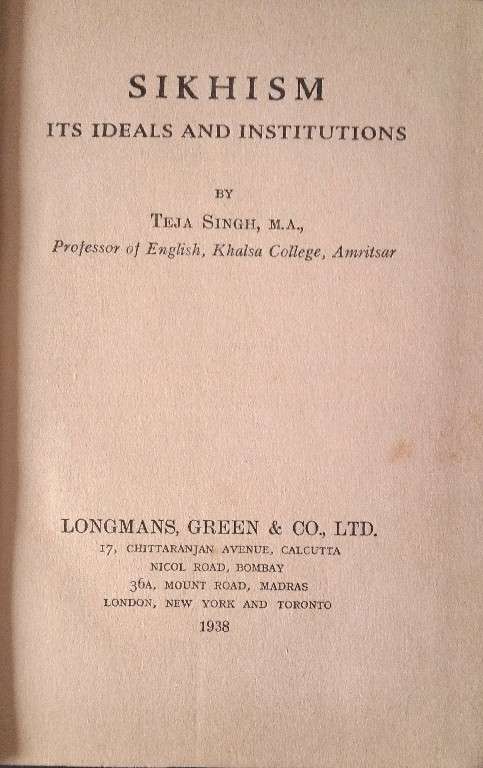 SIKHISM
ITS IDEALS AND INSTITUTIONS
BY
TEJA SINGH, M.A.,
Professor of English, Khalsa College, Amritsar
LONGMANS, GREEN & CO., LTD.
17, CHITTARANJAN AVENUE, CALCUTTA
NICOL ROAD, BOMBAY
36A, MOUNT ROAD, MADRAS
LONDON, NEW YORK AND TORONTO
1938